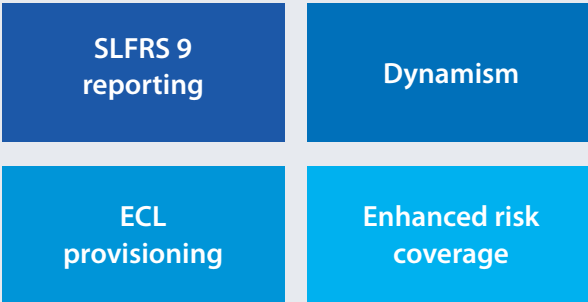 SLFRS 9
reporting
Dynamism
ECL
provisioning
Enhanced risk
coverage